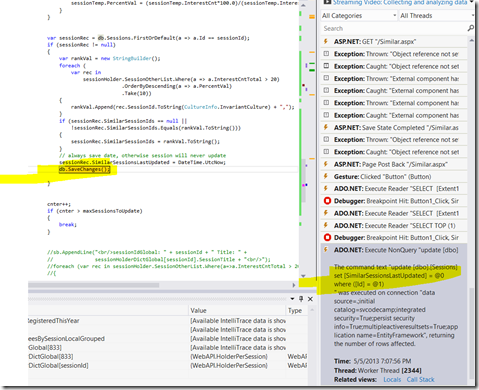 sessionTemp.PercentVal = (sessionTemp.InterestCnt*100.0)/(sessionTemp.Inter
}
var sessionRec = db.Sessions.FirstOrDefault(a => a.Id == sessionId);
if (sessionRec != null)
{
var rankVal = new StringBuilder();
foreach (
var rec in
sessionHolder.SessionOtherList.Where(a => a.InterestCntTotal > 20)
.OrderByDescending(a => a.PercentVal)
.Take(10))
{
rankVal.Append(rec.SessionId.ToString(CultureInfo.InvariantCulture) + ",");
}
if (sessionRec.SimilarSessionIds == null ||
!sessionRec.SimilarSessionIds.Equals(rankVal.ToString()))
{
sessionRec.SimilarSessionIds = rankVal.ToString();
}
// always save date, otherwise session will never update
sessionRec.SimilarSessionsLastUpdated = DateTime.UtcNow;
db.SaveChanges();
}
cnter++;
if (cnter > maxSessionsToUpdate)
{
break;
}
//sb.AppendLine("<br/>sessionIdGlobal: " + sessionId + " Title: " +
// sessionHolderDictGlobal[sessionId].SessionTitle + "<br/>");
//foreach (var rec in sessionHolder.SessionOtherList.Where(a=>a.InterestCntTotal > 2
//{
Value
RegisteredThisYear
[Available IntelliTrace data is show
[Available IntelliTrace data is show
eesBySessionLocalGrouped
[Available IntelliTrace data is show
Global[833]
[Available IntelliTrace data is show
DictGlobal[833]
{WebAPI.HolderPerSession}
WebAPI
DictGlobal[sessionId]
{WebAPI.HolderPerSession}
WebAPI
Streaming Video: Collecting and analyzing data
All Categories
All Threads
ASP.NET: GET "/Similar.aspx"
Exception: Thrown: "Object reference not set
Exception: Caught: "Object reference not set
Exception: Thrown: "External component has
Exception: Caught: "External component has
Exception: Thrown: "External component has
Exception: Caught: "External component has
ASP.NET: Save State Completed "/Similar.as
Exception: Thrown: "Object reference not set
Exception: Caught: "Object reference not set
ASP.NET: Page Post Back "/Similar.aspx"
Gesture: Clicked "Button" (Button)
ADO.NET: Execute Reader "SELECT [Extent1
Debugger: Breakpoint Hit: Button1_Click, Sir
ADO.NET: Execute Reader "SELECT [Extent1
ADO.NET: Execute Reader "SELECT TOP (1)
Debugger: Breakpoint Hit: Button1_Click, Sir
ADO.NET: Execute NonQuery "update [dbo]
The command text "update [dbo].[Sessions]
set [SimilarSessionsLastUpdated] = @0
where ([Id] = @1)
" was executed on connection "data
source=.;initial
catalog=svcodecamp;integrated
security=True;persist security
info=True;multipleactiveresultsets=True;app
lication name=EntityFramework", returning
the number of rows affected.
Time: 5/5/2013 7:07:56 PM
Thread: Worker Thread [2344]
Related views: Locals Call Stack